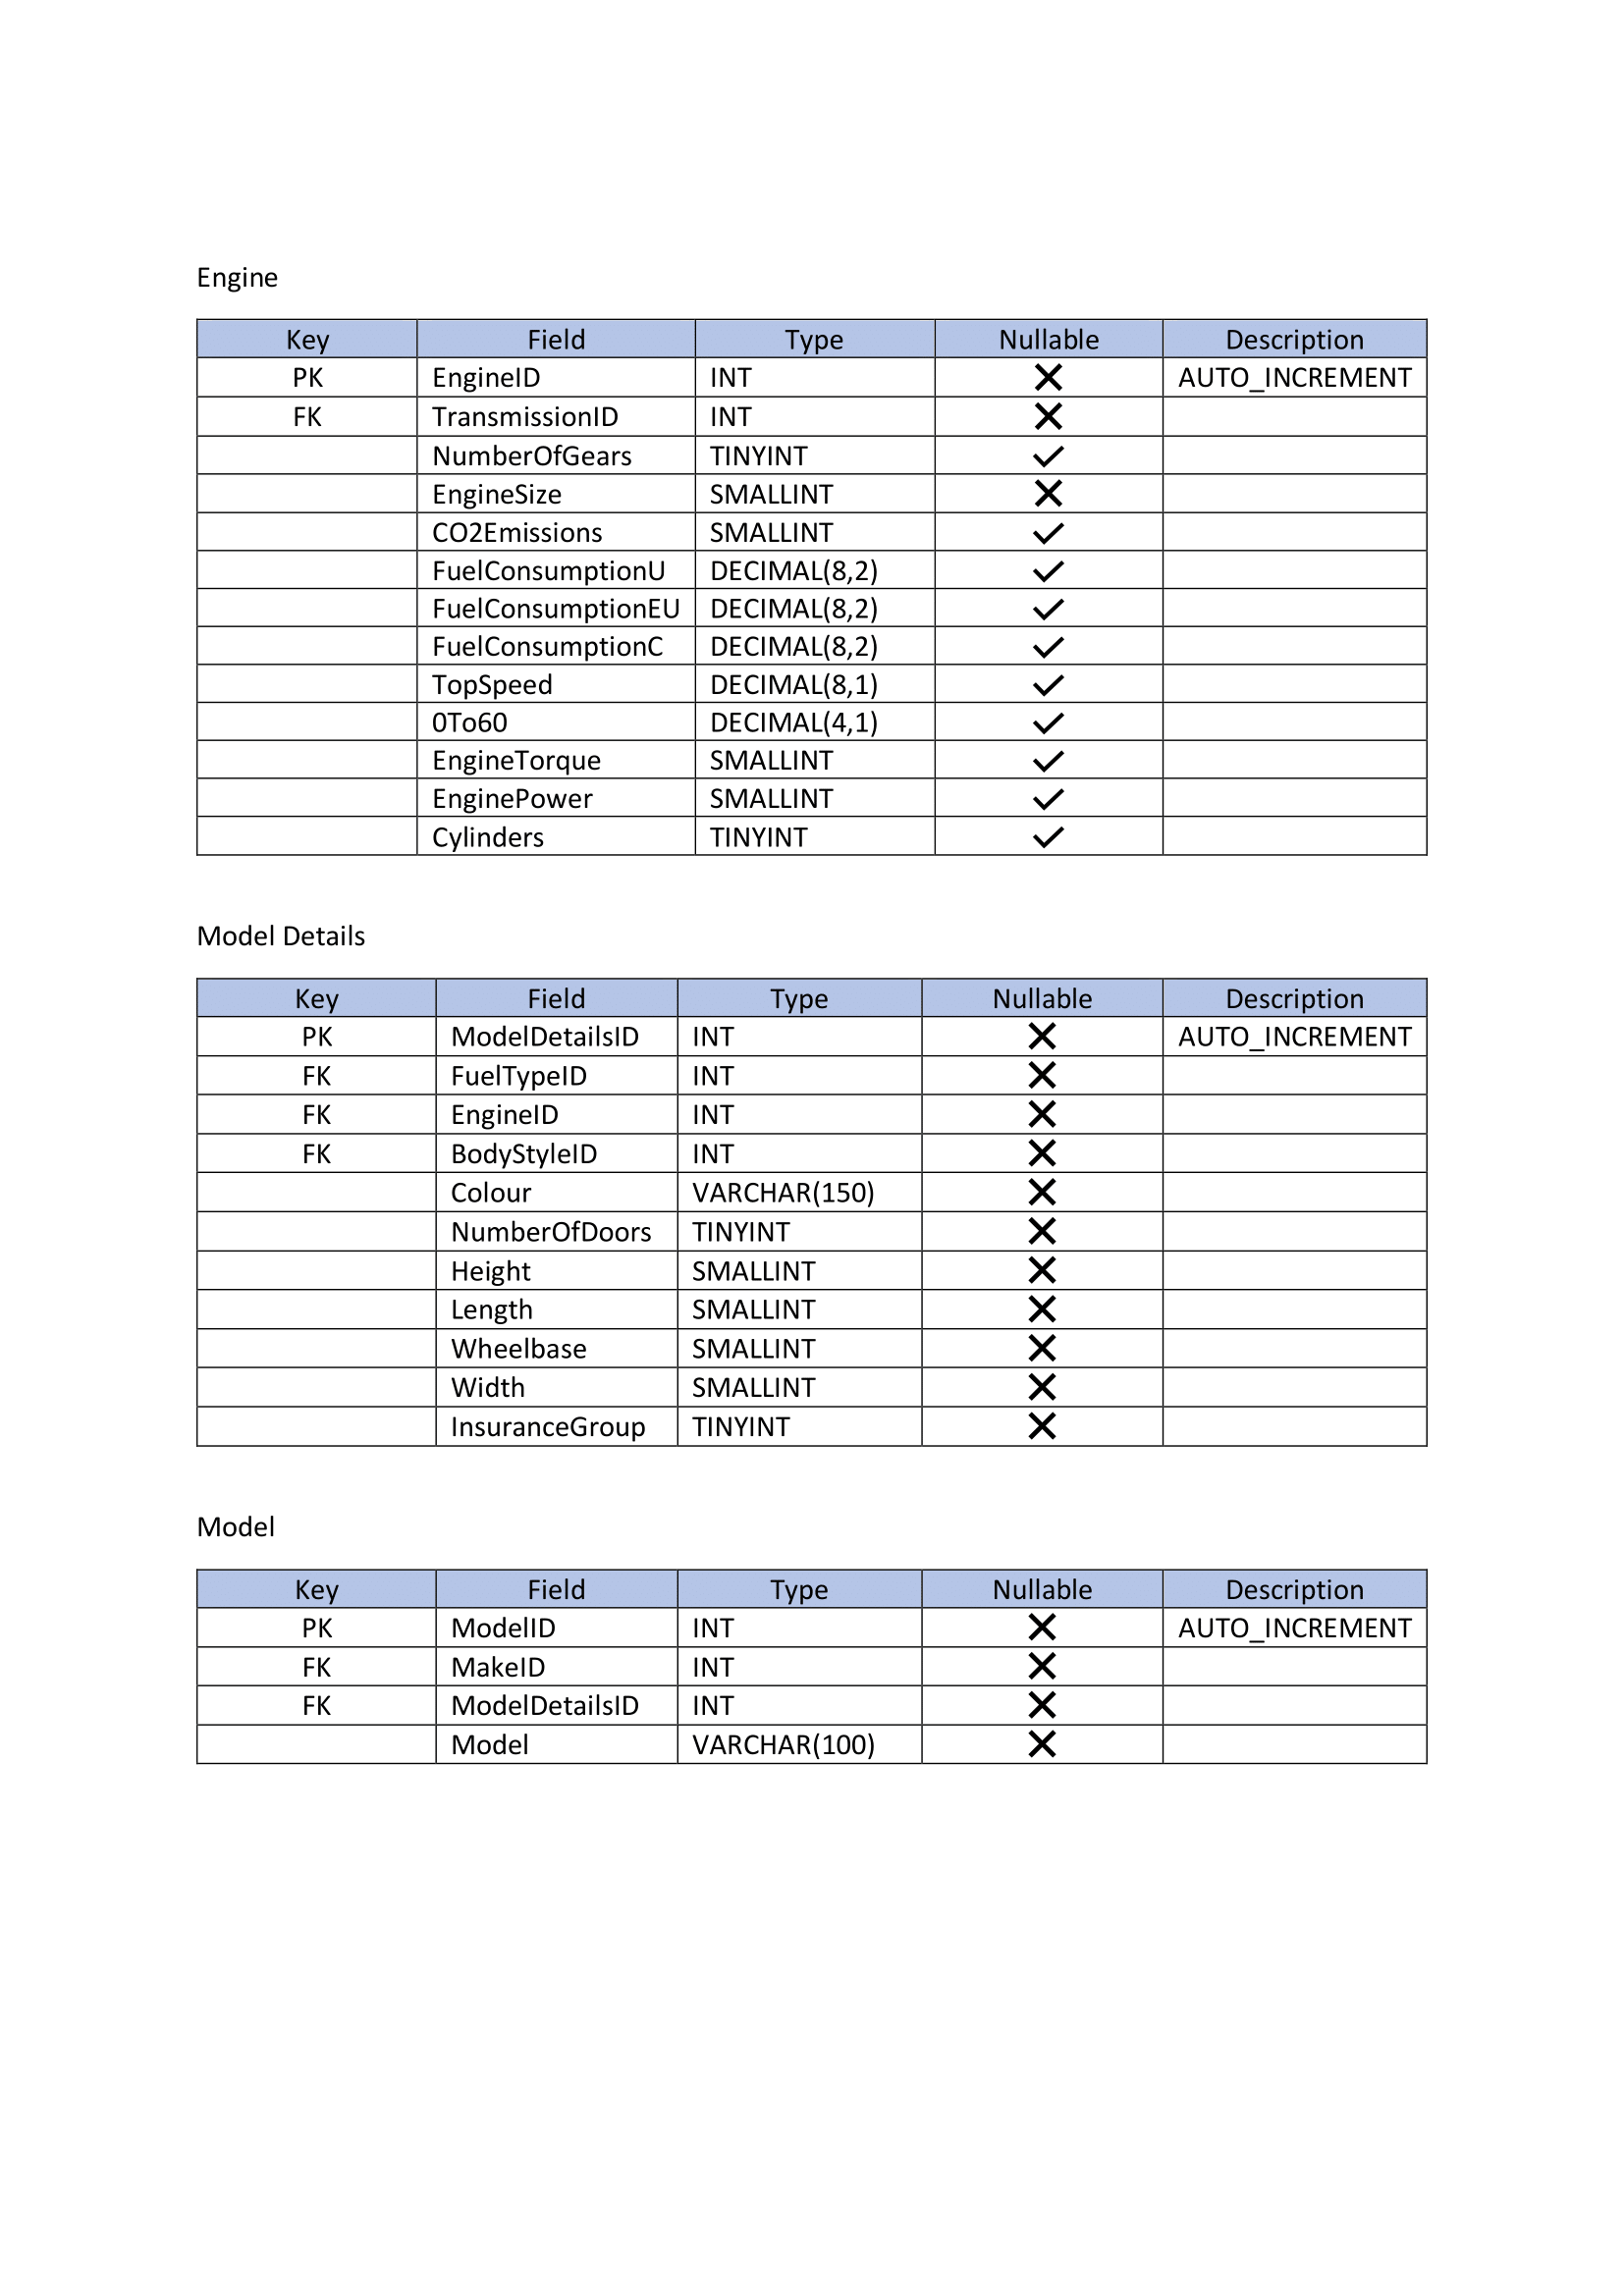 Engine
Key Field Type Nullable Description
PK EngineID INT ✕ AUTO_INCREMENT
FK TransmissionID INT ✕
NumberOfGears TINYINT ✓
EngineSize SMALLINT ✕
CO2Emissions SMALLINT ✓
FuelConsumptionU DECIMAL(8,2) ✓
FuelConsumptionEU DECIMAL(8,2) ✓
FuelConsumptionC DECIMAL(8,2) ✓
TopSpeed DECIMAL(8,1) ✓
0To60 DECIMAL(4,1) ✓
EngineTorque SMALLINT ✓
EnginePower SMALLINT ✓
Cylinders TINYINT ✓
Model Details
Key Field Type Nullable Description
PK ModelDetailsID INT ✕ AUTO_INCREMENT
FK FuelTypeID INT ✕
FK EngineID INT ✕
FK BodyStyleID INT ✕
Colour VARCHAR(150) ✕
NumberOfDoors TINYINT ✕
Height SMALLINT ✕
Length SMALLINT ✕
Wheelbase SMALLINT ✕
Width SMALLINT ✕
InsuranceGroup TINYINT ✕
Model
Key Field Type Nullable Description
PK ModelID INT ✕ AUTO_INCREMENT
FK MakeID INT ✕
FK ModelDetailsID INT ✕
Model VARCHAR(100) ✕